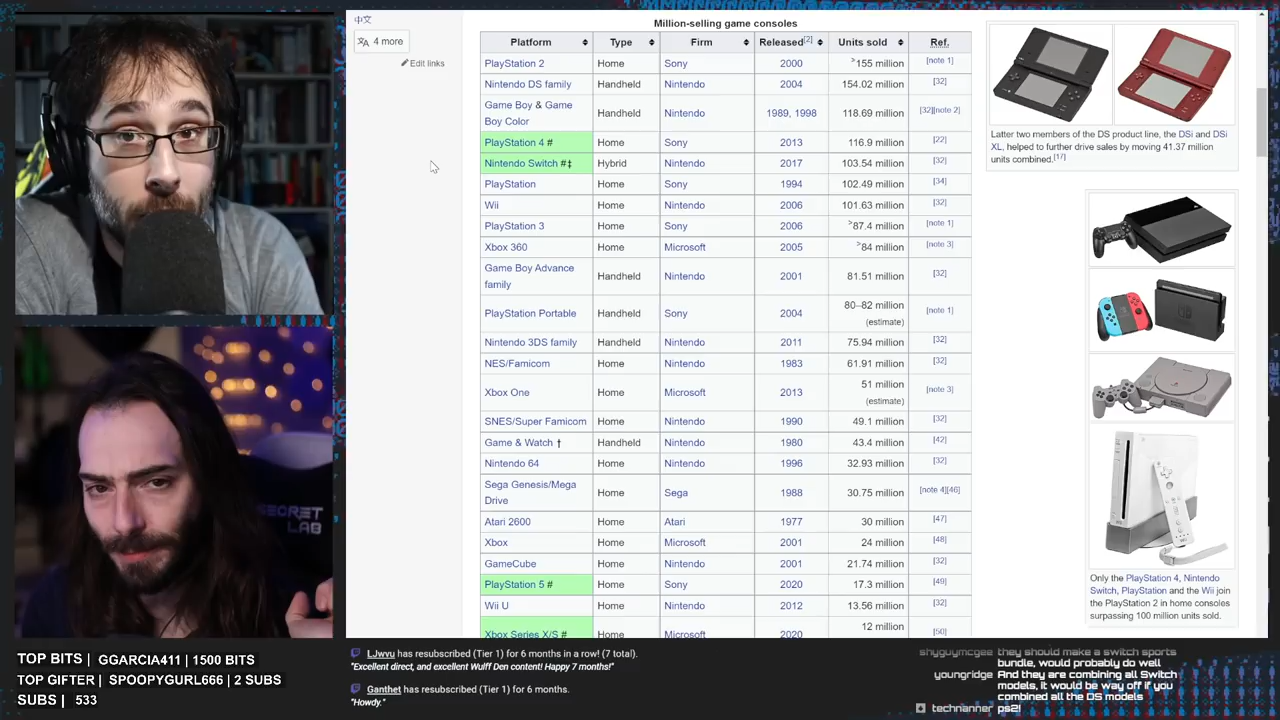 中文
4 more
Edit links
Million-selling game consoles
Platform Type Firm Released[2] Units sold Ref.
PlayStation 2 Home Sony 2000 >155 million [note 1]
Nintendo DS family Handheld Nintendo 2004 154.02 million [32]
Game Boy & Game
Boy Color Handheld Nintendo 1989, 1998 118.69 million [32][note 2]
PlayStation 4 # Home Sony 2013 116.9 million [22]
Nintendo Switch #‡ Hybrid Nintendo 2017 103.54 million [32]
PlayStation Home Sony 1994 102.49 million [34]
Wii Home Nintendo 2006 101.63 million [32]
PlayStation 3 Home Sony 2006 >87.4 million [note 1]
Xbox 360 Home Microsoft 2005 >84 million [note 3]
Game Boy Advance
family Handheld Nintendo 2001 81.51 million [32]
PlayStation Portable Handheld Sony 2004 80–82 million
(estimate) [note 1]
Nintendo 3DS family Handheld Nintendo 2011 75.94 million [32]
NES/Famicom Home Nintendo 1983 61.91 million [32]
Xbox One Home Microsoft 2013 51 million
(estimate) [note 3]
SNES/Super Famicom Home Nintendo 1990 49.1 million [32]
Game & Watch † Handheld Nintendo 1980 43.4 million [42]
Nintendo 64 Home Nintendo 1996 32.93 million [32]
Sega Genesis/Mega
Drive Home Sega 1988 30.75 million [note 4][46]
Atari 2600 Home Atari 1977 30 million [47]
Xbox Home Microsoft 2001 24 million [48]
GameCube Home Nintendo 2001 21.74 million [32]
PlayStation 5 # Home Sony 2020 17.3 million [49]
Wii U Home Nintendo 2012 13.56 million [32]
Xbox Series X/S # Home Microsoft 2020 12 million [50]
Latter two members of the DS product line, the DSi and DSi
XL, helped to further drive sales by moving 41.37 million
units combined.[17]
Only the PlayStation 4, Nintendo
Switch, PlayStation and the Wii join
the PlayStation 2 in home consoles
surpassing 100 million units sold.
SECRET
LAB
TOP BITS | GGARCIA411 | 1500 BITS
TOP GIFTER | SPOOPYGURL666 | 2 SUBS
SUBS | 533
LJwvu has resubscribed (Tier 1) for 6 months in a row! (7 total).
"Excellent direct, and excellent Wulff Den content! Happy 7 months!"
Ganthet has resubscribed (Tier 1) for 6 months.
"Howdy."
shyguymcgee they should make a switch sports
bundle, would probably do well
youngridge And they are combining all Switch
models, it would be way off if you
combined all the DS models
technanner ps2!